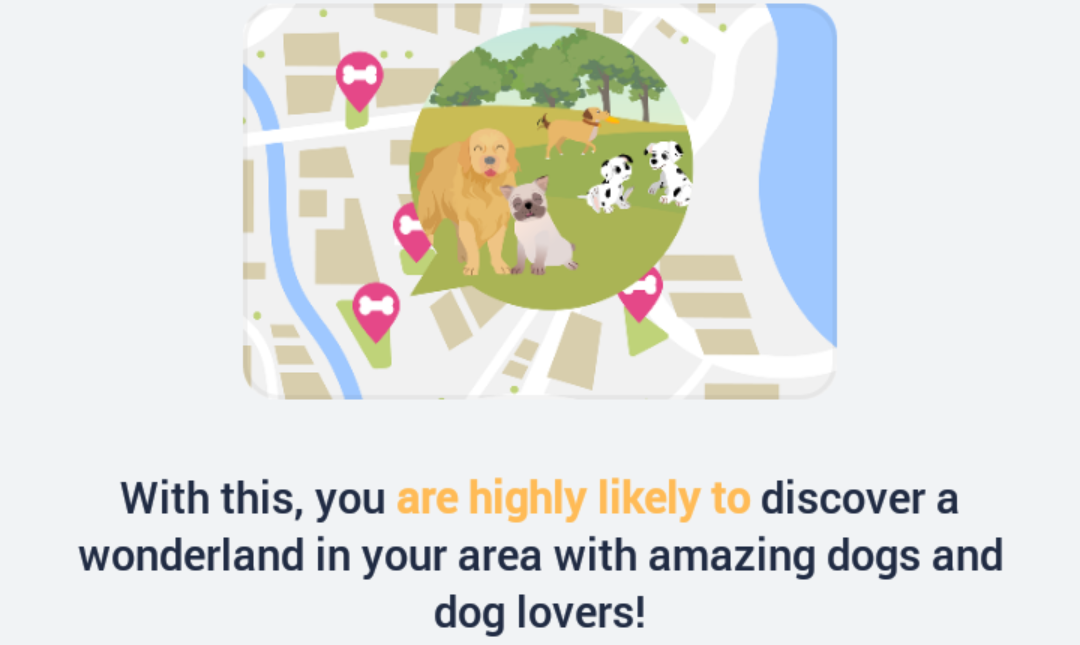 With this, you are highly likely to discover a
wonderland in your area with amazing dogs and
dog lovers!